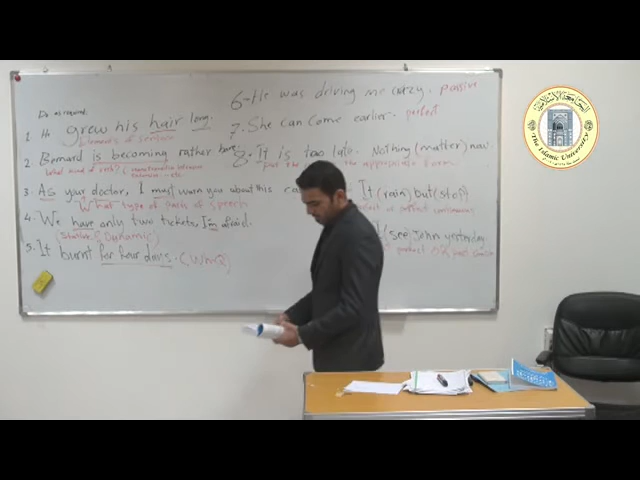 Do as required:
1. He grew his hair long.
Elements of sentence
2. Bernard is becoming rather bore
what kind of verb? (
3. As your doctor, I must warn you about this
What type of parts of speech
4. We have only two tickets, I'm afraid.
(Stative & Dynamic)
5. It burnt for four days. (Wh-Q)
6- He was driving me crazy. passive
7. She can come earlier. perfect
8. It is too late. Nothing (matter) now.
put the appropriate form
It (rain) but (stop)
(see) John yesterday
The Islamic University